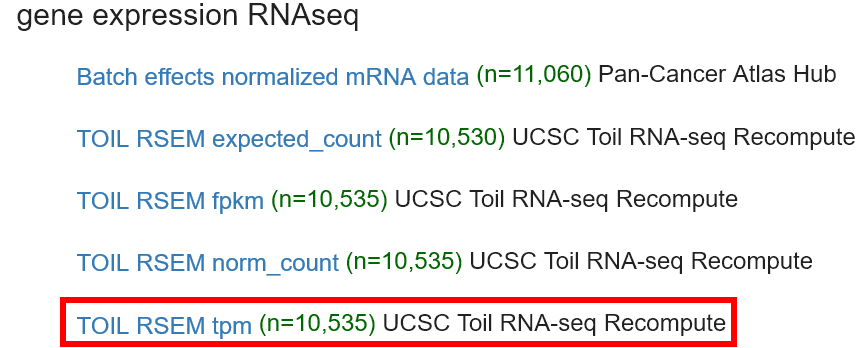 gene expression RNAseq
Batch effects normalized mRNA data (n=11,060) Pan-Cancer Atlas Hub
TOIL RSEM expected_count (n=10,530) UCSC Toil RNA-seq Recompute
TOIL RSEM fpkm (n=10,535) UCSC Toil RNA-seq Recompute
TOIL RSEM norm_count (n=10,535) UCSC Toil RNA-seq Recompute
TOIL RSEM tpm (n=10,535) UCSC Toil RNA-seq Recompute